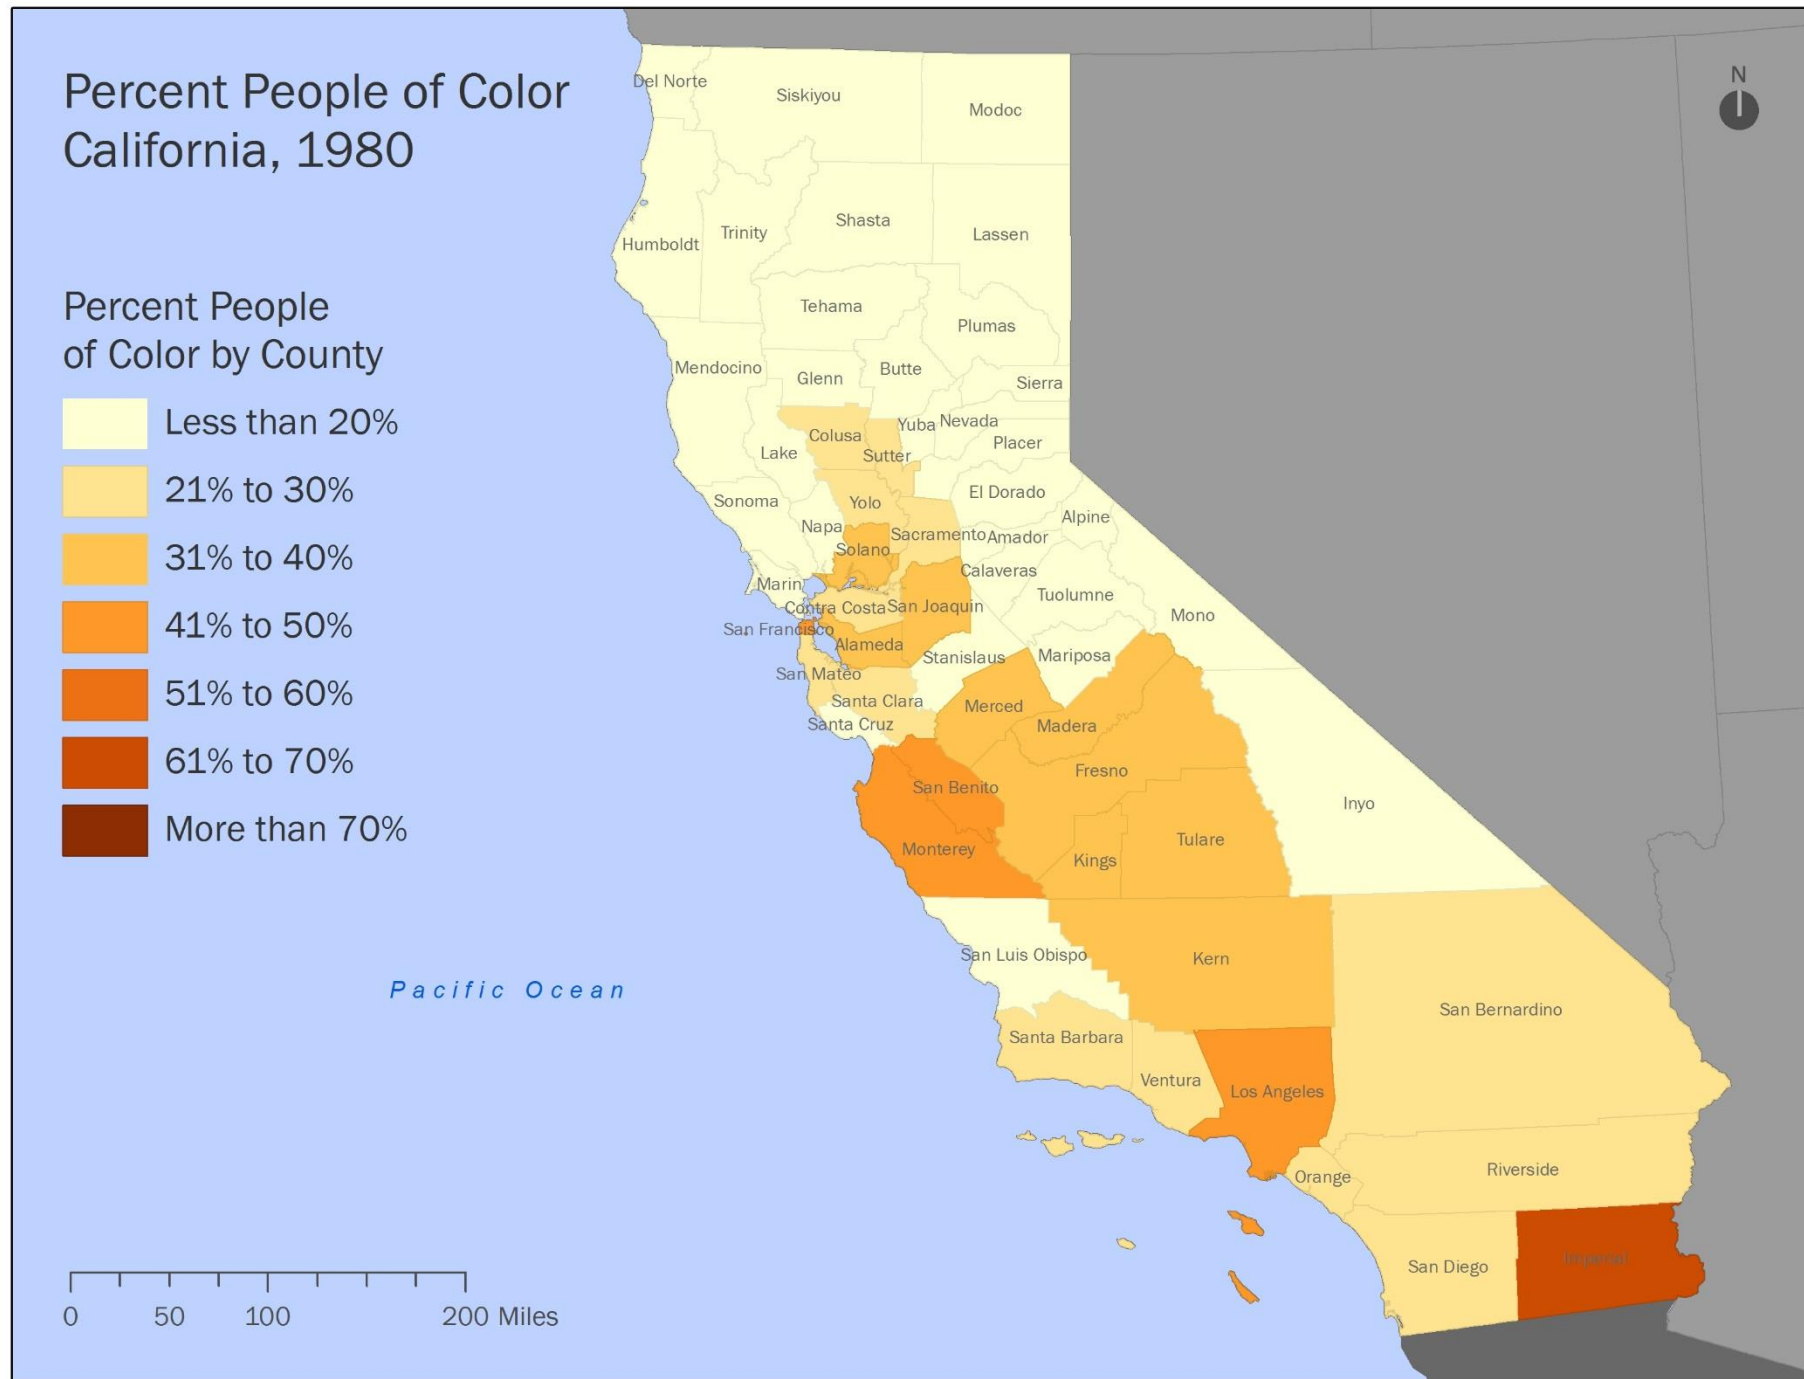 Percent People of Color
California, 1980
N
Percent People
of Color by County
Less than 20%
21% to 30%
31% to 40%
41% to 50%
51% to 60%
61% to 70%
More than 70%
Del Norte
Siskiyou
Modoc
Humboldt
Trinity
Shasta
Lassen
Tehama
Plumas
Mendocino
Glenn
Butte
Sierra
Colusa
Yuba
Nevada
Placer
Lake
Sutter
Sonoma
Yolo
El Dorado
Napa
Alpine
Sacramento
Amador
Solano
Calaveras
Marin
Tuolumne
Contra Costa
San Joaquin
Mono
San Francisco
Alameda
Stanislaus
Mariposa
San Mateo
Santa Clara
Merced
Santa Cruz
Madera
Fresno
San Benito
Inyo
Monterey
Kings
Tulare
San Luis Obispo
Kern
Pacific Ocean
San Bernardino
Santa Barbara
Ventura
Los Angeles
Orange
Riverside
San Diego
Imperial
0 50 100 200 Miles